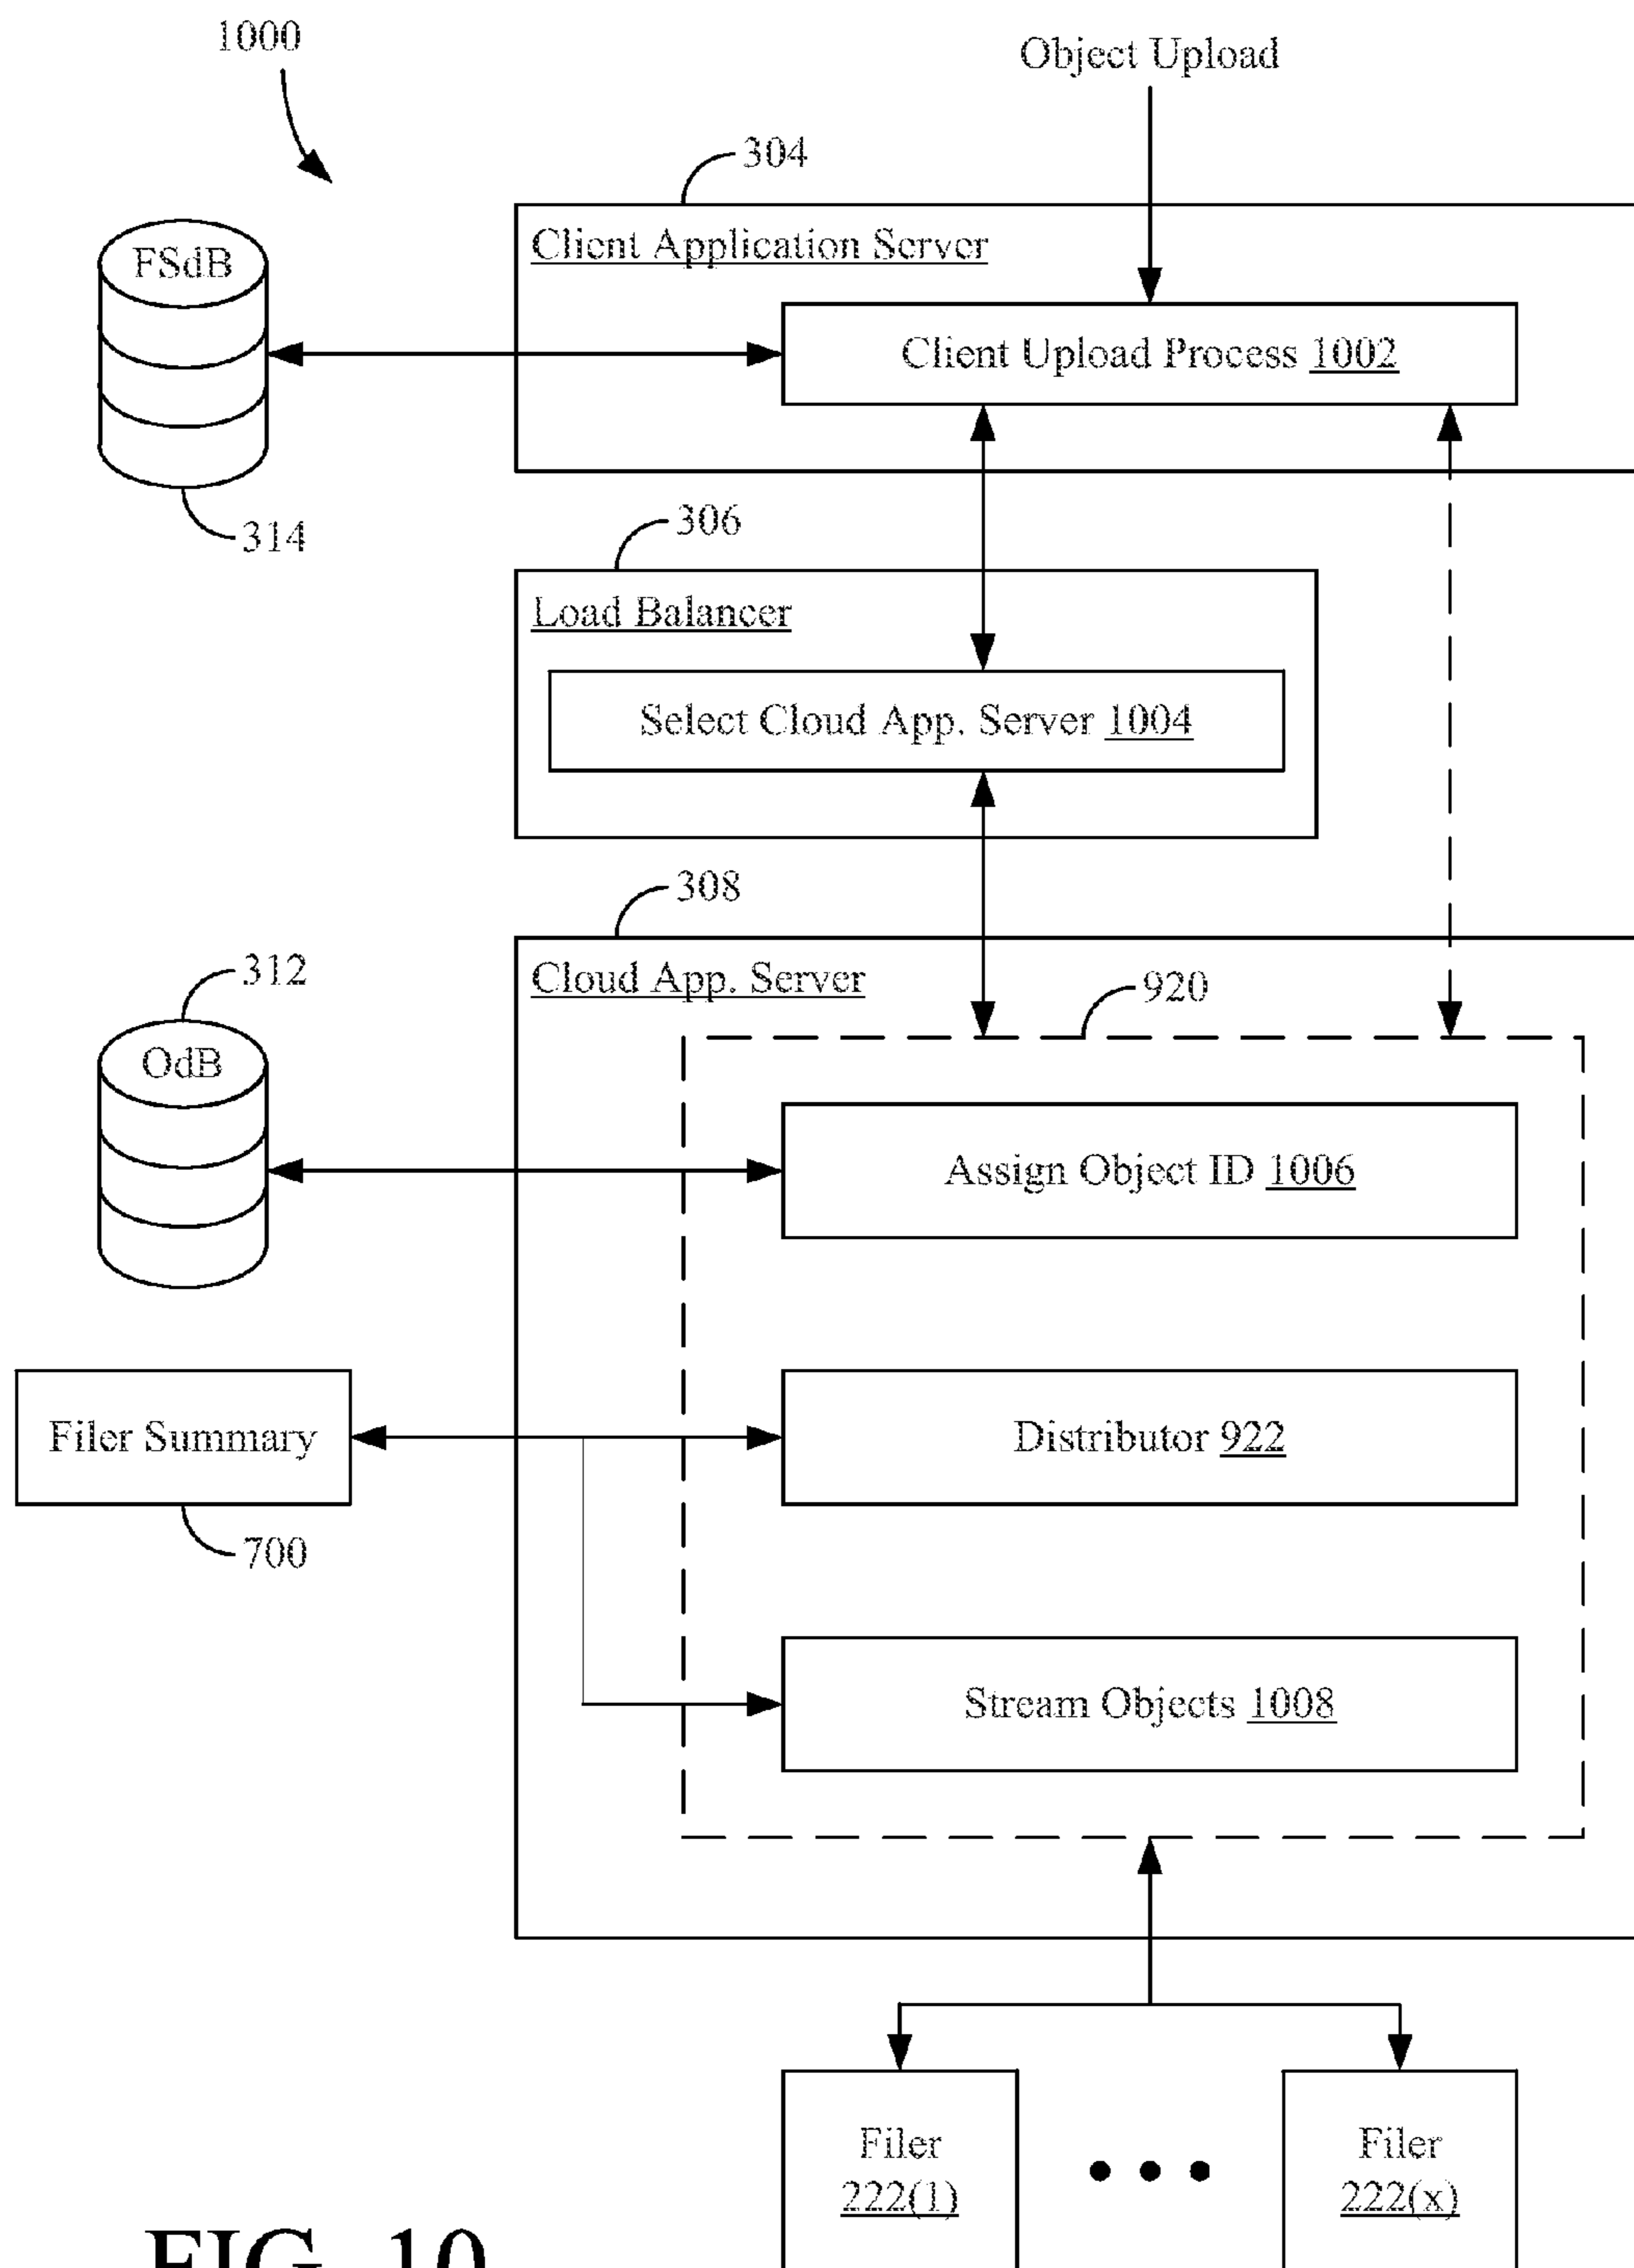 1000
Object Upload
304
Client Application Server
FSdB
Client Upload Process 1002
314
306
Load Balancer
Select Cloud App. Server 1004
308
Cloud App. Server
312
920
OdB
Assign Object ID 1006
Filer Summary
Distributor 922
700
Stream Objects 1008
Filer
222(1)
Filer
222(x)
FIG. 10